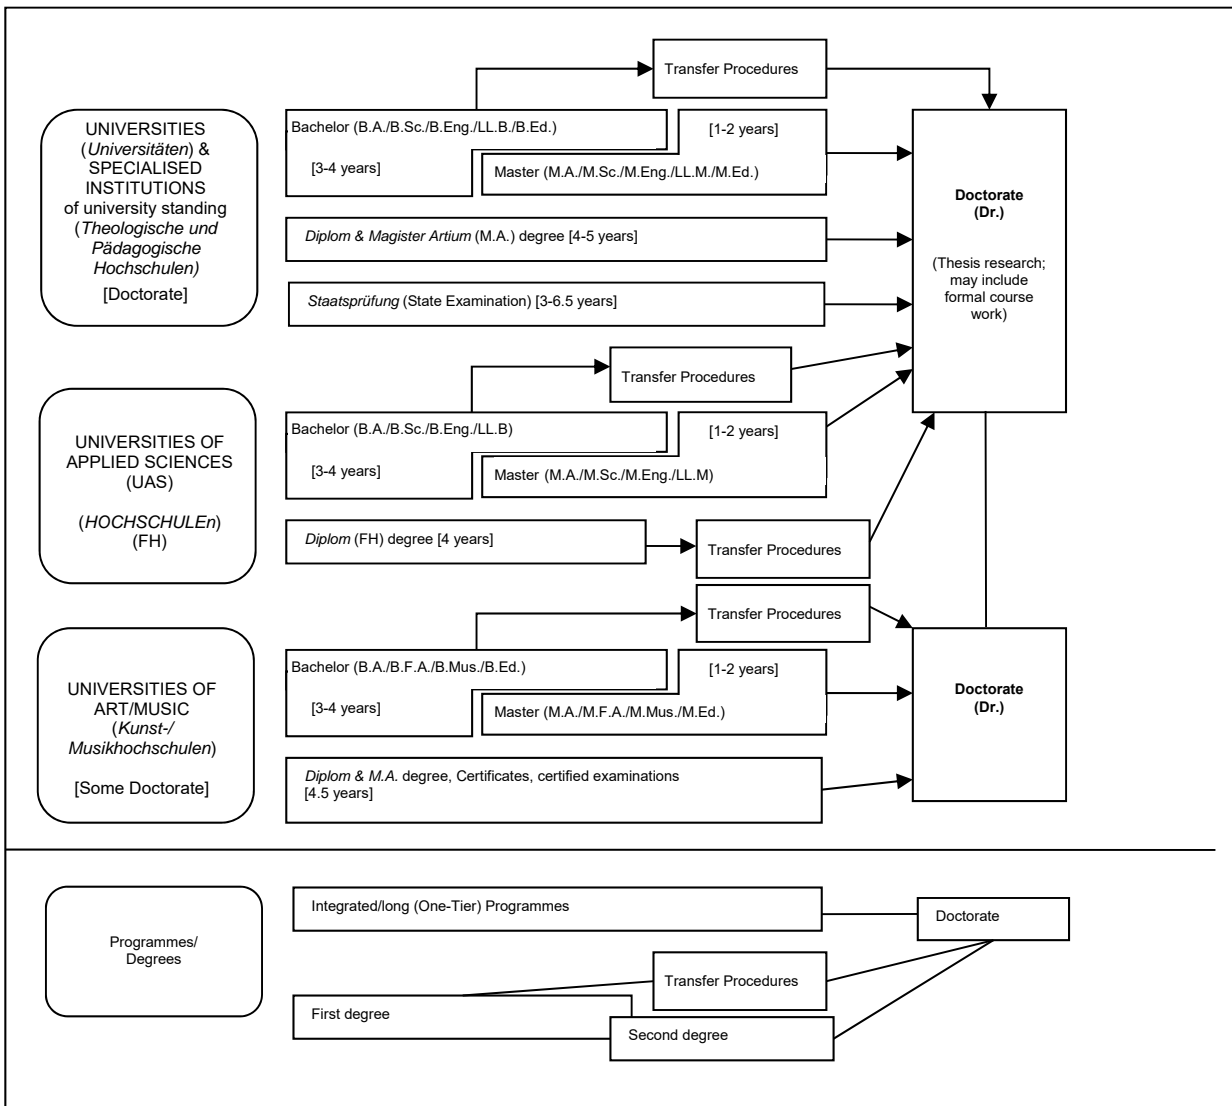 Transfer Procedures
UNIVERSITIES
(Universitäten) &
SPECIALISED
INSTITUTIONS
of university standing
(Theologische und
Pädagogische
Hochschulen)
[Doctorate]
Bachelor (B.A./B.Sc./B.Eng./LL.B./B.Ed.)
[3-4 years]
[1-2 years]
Master (M.A./M.Sc./M.Eng./LL.M./M.Ed.)
Diplom & Magister Artium (M.A.) degree [4-5 years]
Staatsprüfung (State Examination) [3-6.5 years]
Doctorate
(Dr.)
(Thesis research;
may include
formal course
work)
Transfer Procedures
UNIVERSITIES OF
APPLIED SCIENCES
(UAS)
(HOCHSCHULEn)
(FH)
Bachelor (B.A./B.Sc./B.Eng./LL.B)
[3-4 years]
[1-2 years]
Master (M.A./M.Sc./M.Eng./LL.M)
Diplom (FH) degree [4 years]
Transfer Procedures
Transfer Procedures
UNIVERSITIES OF
ART/MUSIC
(Kunst-/
Musikhochschulen)
[Some Doctorate]
Bachelor (B.A./B.F.A./B.Mus./B.Ed.)
[3-4 years]
[1-2 years]
Master (M.A./M.F.A./M.Mus./M.Ed.)
Diplom & M.A. degree, Certificates, certified examinations
[4.5 years]
Doctorate
(Dr.)
Programmes/
Degrees
Integrated/long (One-Tier) Programmes
Doctorate
Transfer Procedures
First degree
Second degree